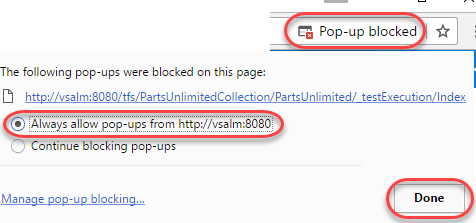 Pop-up blocked
The following pop-ups were blocked on this page:
http://vsalm:8080/tfs/PartsUnlimitedCollection/PartsUnlimited/_testExecution/Index
Always allow pop-ups from http://vsalm:8080
Continue blocking pop-ups
Manage pop-up blocking...
Done